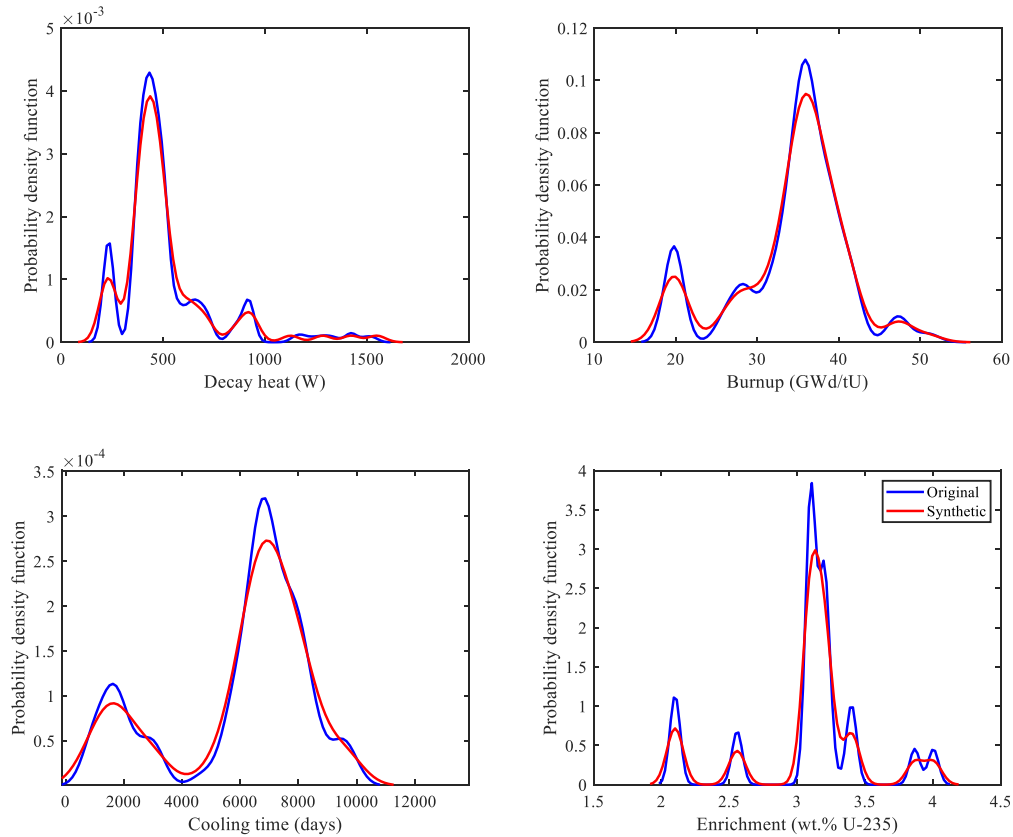 ×10⁻³
5
4
3
2
1
0
0 500 1000 1500 2000
Probability density function
Decay heat (W)
0.12
0.1
0.08
0.06
0.04
0.02
0
10 20 30 40 50 60
Probability density function
Burnup (GWd/tU)
×10⁻⁴
3.5
3
2.5
2
1.5
1
0.5
0 2000 4000 6000 8000 10000 12000
Probability density function
Cooling time (days)
4
3.5
3
2.5
2
1.5
1
0.5
0
1.5 2 2.5 3 3.5 4 4.5
Probability density function
Enrichment (wt.% U-235)
Original
Synthetic